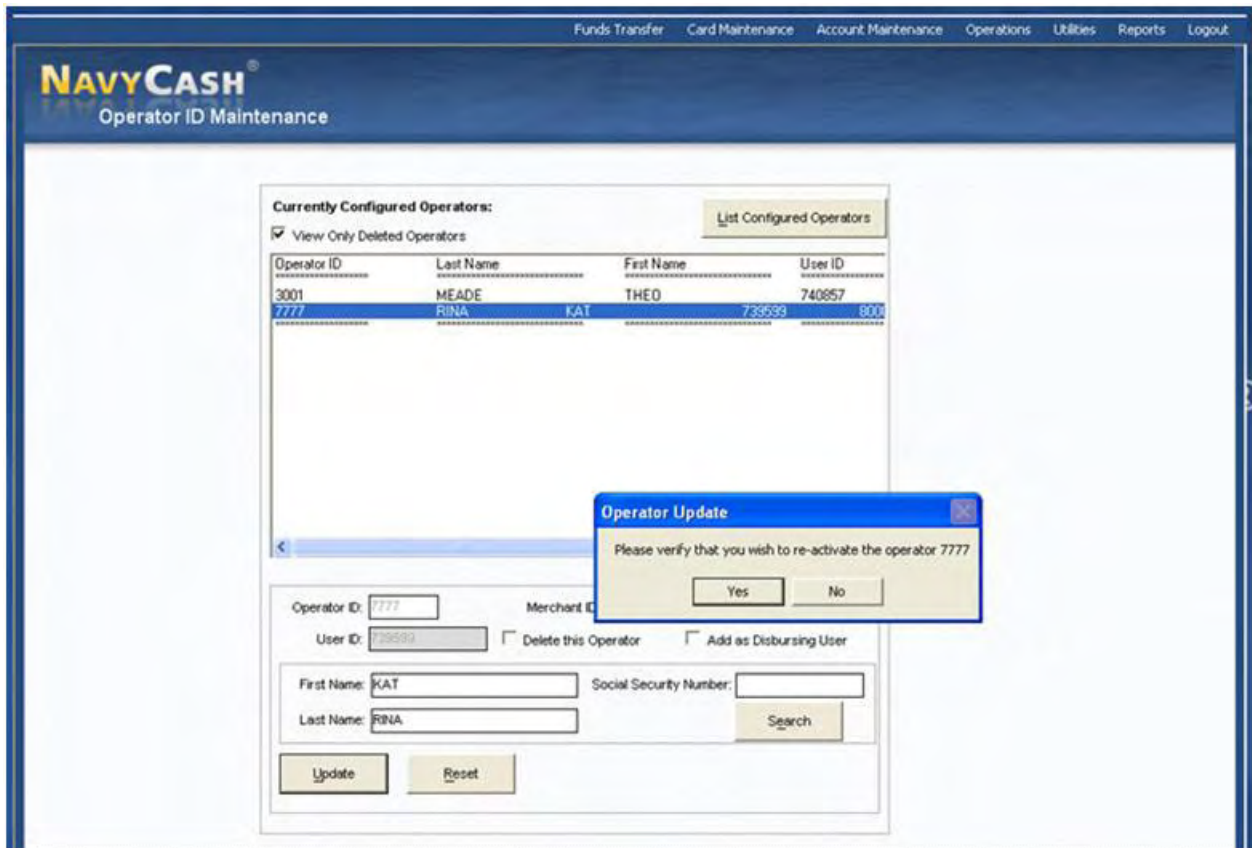 Funds Transfer Card Maintenance Account Maintenance Operations Utilities Reports Logout
NAVYCASH®
Operator ID Maintenance
Currently Configured Operators:
List Configured Operators
View Only Deleted Operators
Operator ID Last Name First Name User ID
3001 MEADE THEO 740857
7777 RINA KAT 739599
Operator Update
Please verify that you wish to re-activate the operator 7777
Yes No
Operator ID: 7777 Merchant
User ID: 739599 Delete this Operator Add as Disbursing User
First Name: KAT Social Security Number:
Last Name: RINA Search
Update Reset